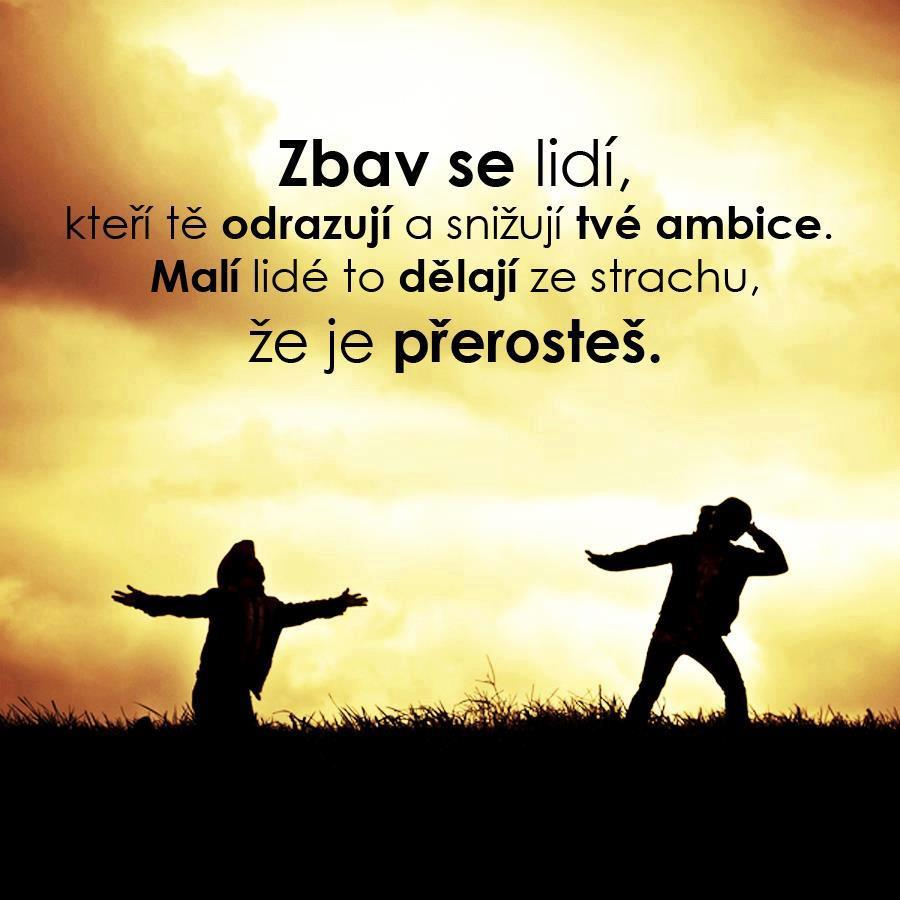 Zbav se lidí,
kteří tě odrazují a snižují tvé ambice.
Malí lidé to dělají ze strachu,
že je přerosteš.